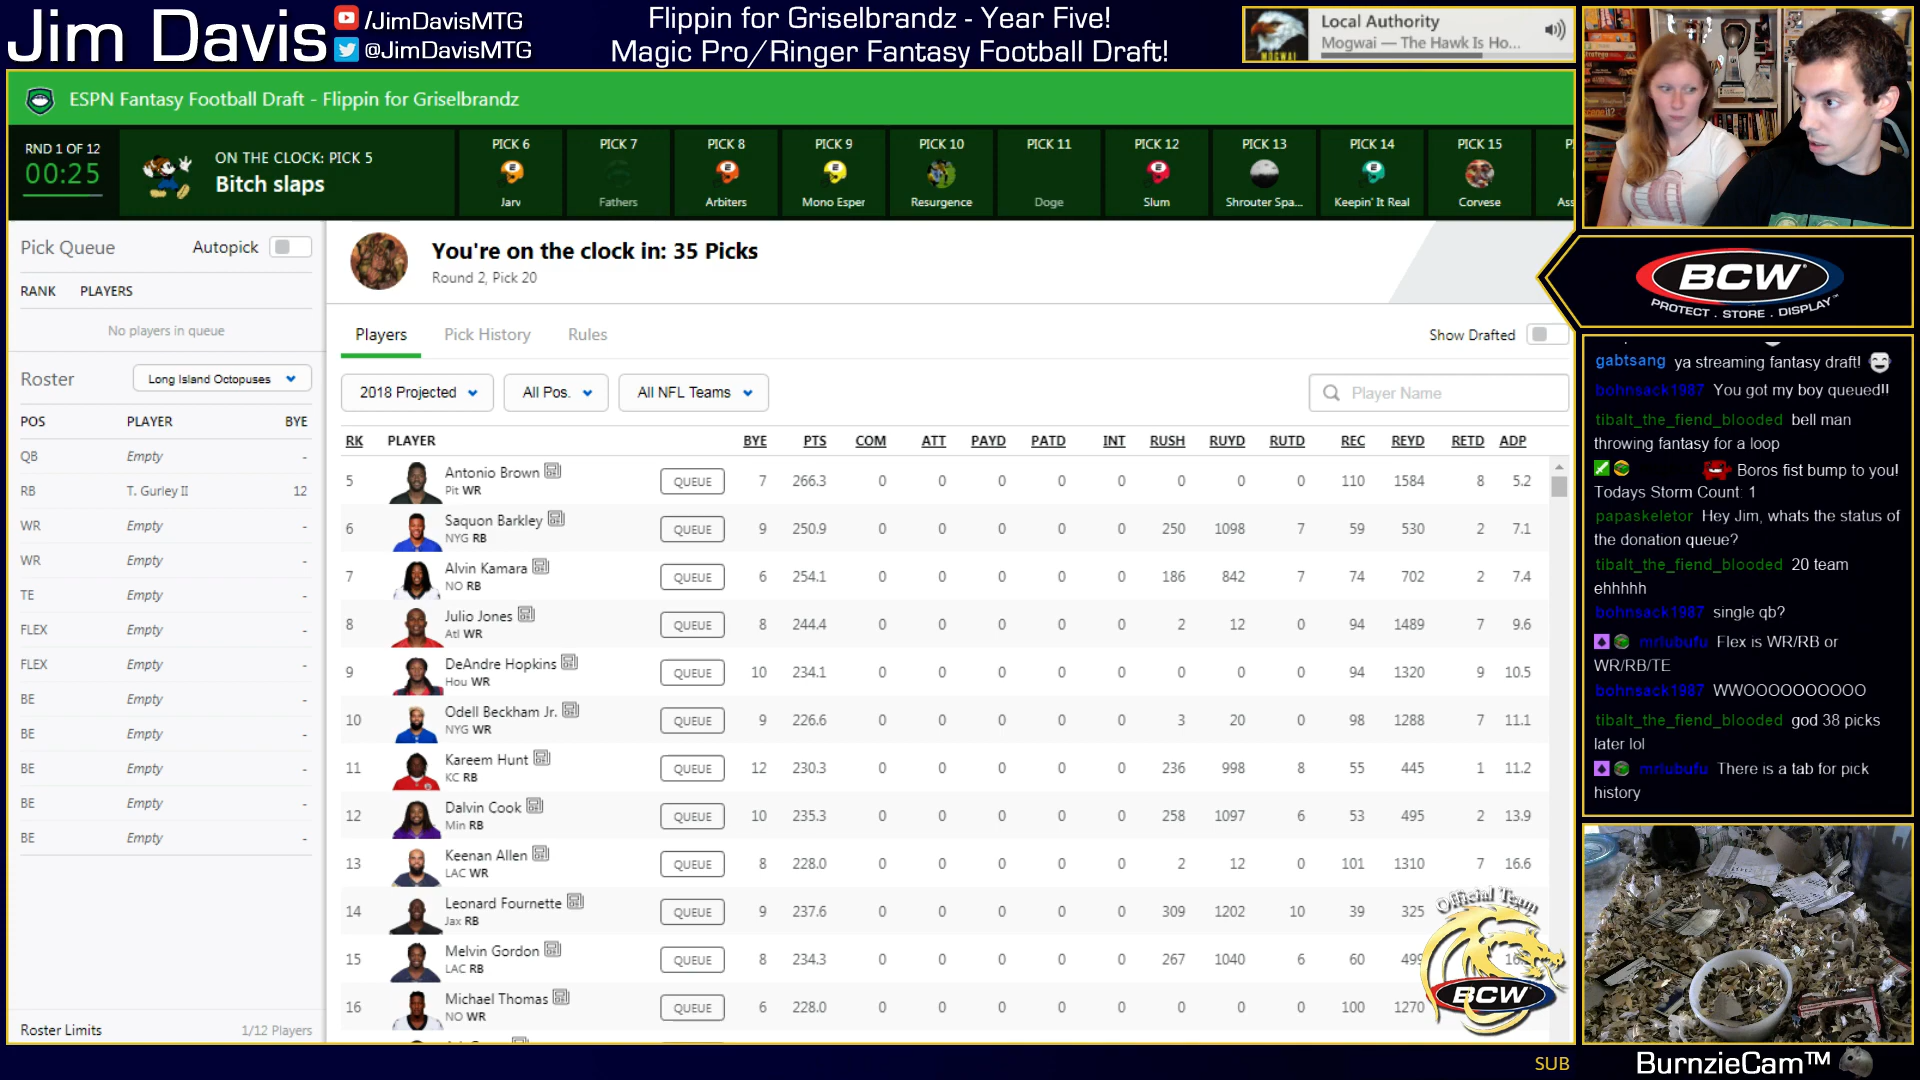 Jim Davis
/JimDavisMTG
@JimDavisMTG
Flippin for Griselbrandz - Year Five!
Magic Pro/Ringer Fantasy Football Draft!
MOGWAI
Local Authority
Mogwai — The Hawk Is Ho...
ESPN Fantasy Football Draft - Flippin for Griselbrandz
RND 1 OF 12
00:25
ON THE CLOCK: PICK 5
Bitch slaps
PICK 6 PICK 7 PICK 8 PICK 9 PICK 10 PICK 11 PICK 12 PICK 13 PICK 14 PICK 15
Jarv Fathers Arbiters Mono Esper Resurgence Doge Slum Shrouter Spa... Keepin' It Real Corvese
Pick Queue Autopick
RANK PLAYERS
No players in queue
Roster Long Island Octopuses
POS PLAYER BYE
QB Empty -
RB T. Gurley II 12
WR Empty -
WR Empty -
TE Empty -
FLEX Empty -
FLEX Empty -
BE Empty -
BE Empty -
BE Empty -
BE Empty -
BE Empty -
Roster Limits 1/12 Players
You're on the clock in: 35 Picks
Round 2, Pick 20
Players Pick History Rules Show Drafted
2018 Projected All Pos. All NFL Teams Player Name
RK PLAYER BYE PTS COM ATT PAYD PATD INT RUSH RUYD RUTD REC REYD RETD ADP
5 Antonio Brown Pit WR QUEUE 7 266.3 0 0 0 0 0 0 0 0 110 1584 8 5.2
6 Saquon Barkley NYG RB QUEUE 9 250.9 0 0 0 0 0 250 1098 7 59 530 2 7.1
7 Alvin Kamara NO RB QUEUE 6 254.1 0 0 0 0 0 186 842 7 74 702 2 7.4
8 Julio Jones Atl WR QUEUE 8 244.4 0 0 0 0 0 2 12 0 94 1489 7 9.6
9 DeAndre Hopkins Hou WR QUEUE 10 234.1 0 0 0 0 0 0 0 0 94 1320 9 10.5
10 Odell Beckham Jr. NYG WR QUEUE 9 226.6 0 0 0 0 0 3 20 0 98 1288 7 11.1
11 Kareem Hunt KC RB QUEUE 12 230.3 0 0 0 0 0 236 998 8 55 445 1 11.2
12 Dalvin Cook Min RB QUEUE 10 235.3 0 0 0 0 0 258 1097 6 53 495 2 13.9
13 Keenan Allen LAC WR QUEUE 8 228.0 0 0 0 0 0 2 12 0 101 1310 7 16.6
14 Leonard Fournette Jax RB QUEUE 9 237.6 0 0 0 0 0 309 1202 10 39 325
15 Melvin Gordon LAC RB QUEUE 8 234.3 0 0 0 0 0 267 1040 6 60 499
16 Michael Thomas NO WR QUEUE 6 228.0 0 0 0 0 0 0 0 0 100 1270
Official Team
BCW
BCW
PROTECT . STORE . DISPLAY™
gabtsang ya streaming fantasy draft!
bohnsack1987 You got my boy queued!!
tibalt_the_fiend_blooded bell man
throwing fantasy for a loop
Boros fist bump to you!
Todays Storm Count: 1
papaskeletor Hey Jim, whats the status of
the donation queue?
tibalt_the_fiend_blooded 20 team
ehhhhh
bohnsack1987 single qb?
mrlubufu Flex is WR/RB or
WR/RB/TE
bohnsack1987 WWOOOOOOOOOO
tibalt_the_fiend_blooded god 38 picks
later lol
mrlubufu There is a tab for pick
history
SUB
BurnzieCam™